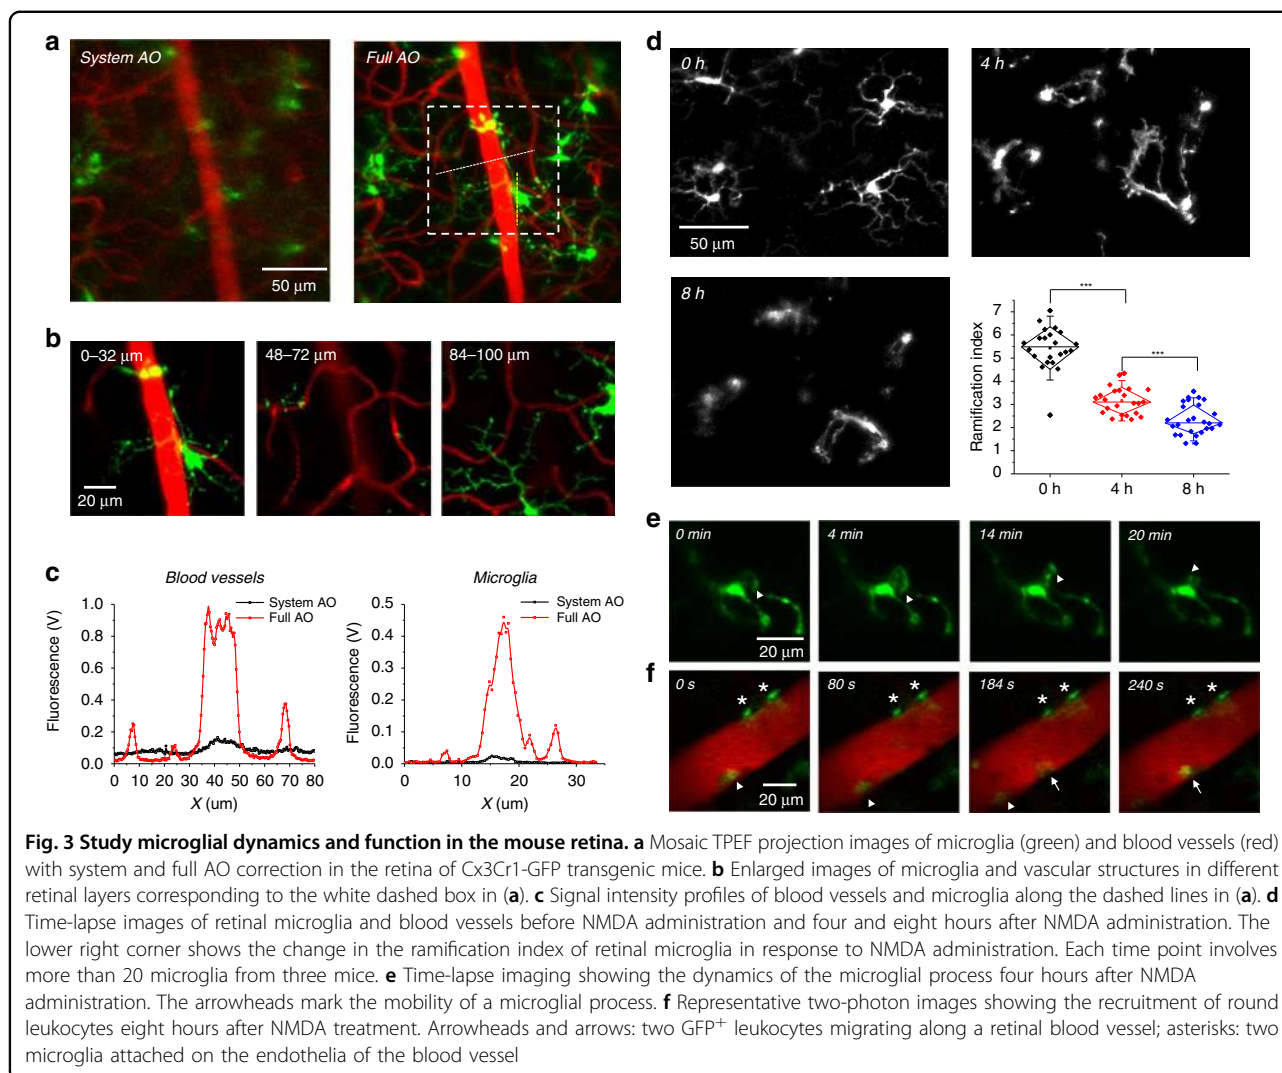 a
System AO
50 μm
Full AO
b
0–32 μm
20 μm
48–72 μm
84–100 μm
c
Blood vessels
System AO
Full AO
Fluorescence (V)
1.0
0.8
0.6
0.4
0.2
0.0
0 10 20 30 40 50 60 70 80
X (um)
Microglia
System AO
Full AO
Fluorescence (V)
0.5
0.4
0.3
0.2
0.1
0.0
0 10 20 30
X (um)
d
0 h
50 μm
4 h
8 h
Ramification index
7
6
5
4
3
2
1
0
***
***
0 h 4 h 8 h
e
0 min
20 μm
4 min
14 min
20 min
f
0 s
* *
20 μm
80 s
* *
184 s
* *
240 s
* *
Fig. 3 Study microglial dynamics and function in the mouse retina. a Mosaic TPEF projection images of microglia (green) and blood vessels (red)
with system and full AO correction in the retina of Cx3Cr1-GFP transgenic mice. b Enlarged images of microglia and vascular structures in different
retinal layers corresponding to the white dashed box in (a). c Signal intensity profiles of blood vessels and microglia along the dashed lines in (a). d
Time-lapse images of retinal microglia and blood vessels before NMDA administration and four and eight hours after NMDA administration. The
lower right corner shows the change in the ramification index of retinal microglia in response to NMDA administration. Each time point involves
more than 20 microglia from three mice. e Time-lapse imaging showing the dynamics of the microglial process four hours after NMDA
administration. The arrowheads mark the mobility of a microglial process. f Representative two-photon images showing the recruitment of round
leukocytes eight hours after NMDA treatment. Arrowheads and arrows: two GFP+ leukocytes migrating along a retinal blood vessel; asterisks: two
microglia attached on the endothelia of the blood vessel